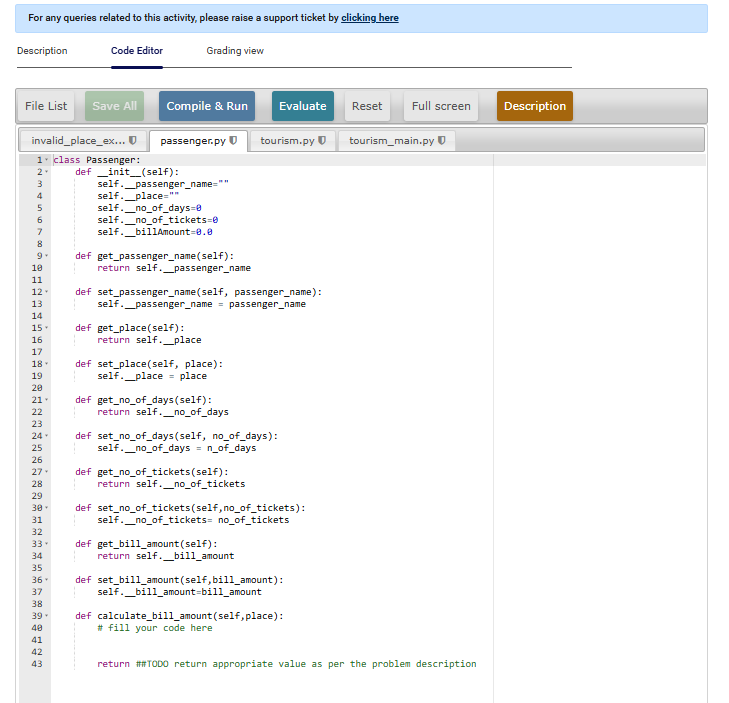 For any queries related to this activity, please raise a support ticket by clicking here
Description Code Editor Grading view
File List Save All Compile & Run Evaluate Reset Full screen Description
invalid_place_ex... passenger.py tourism.py tourism_main.py
1 class Passenger:
2     def __init__(self):
3         self.__passenger_name=""
4         self.__place=""
5         self.__no_of_days=0
6         self.__no_of_tickets=0
7         self.__billAmount=0.0
8
9     def get_passenger_name(self):
10         return self.__passenger_name
11
12     def set_passenger_name(self, passenger_name):
13         self.__passenger_name = passenger_name
14
15     def get_place(self):
16         return self.__place
17
18     def set_place(self, place):
19         self.__place = place
20
21     def get_no_of_days(self):
22         return self.__no_of_days
23
24     def set_no_of_days(self, no_of_days):
25         self.__no_of_days = n_of_days
26
27     def get_no_of_tickets(self):
28         return self.__no_of_tickets
29
30     def set_no_of_tickets(self,no_of_tickets):
31         self.__no_of_tickets= no_of_tickets
32
33     def get_bill_amount(self):
34         return self.__bill_amount
35
36     def set_bill_amount(self,bill_amount):
37         self.__bill_amount=bill_amount
38
39     def calculate_bill_amount(self,place):
40         # fill your code here
41
42
43         return ##TODO return appropriate value as per the problem description